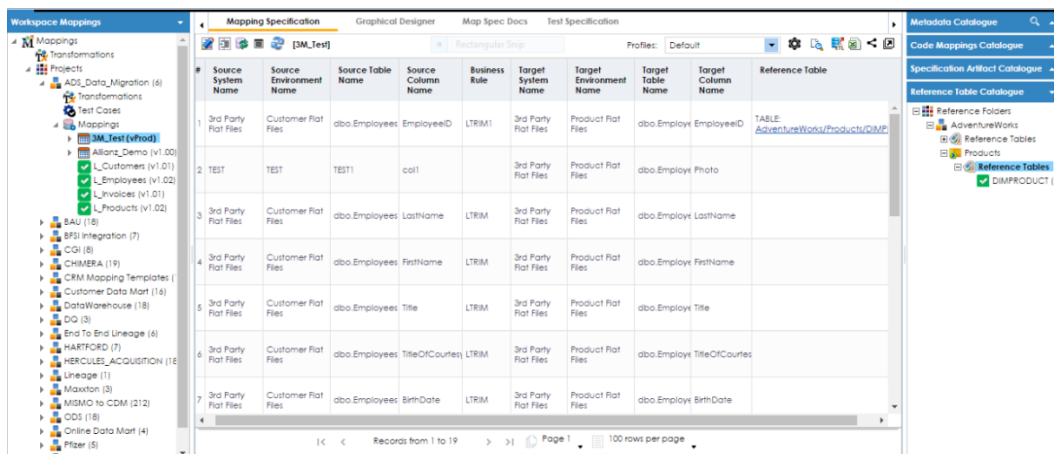 Workspace Mappings
Mappings
Transformations
Projects
ADS_Data_Migration (6)
Transformations
Test Cases
Mappings
3M_Test (vProd)
Allianz_Demo (v1.00)
L_Customers (v1.01)
L_Employees (v1.02)
L_Invoices (v1.01)
L_Products (v1.02)
BAU (18)
BFSI Integration (7)
CGI (8)
CHIMERA (19)
CRM Mapping Templates (
Customer Data Mart (16)
DataWarehouse (18)
DQ (3)
End To End Lineage (6)
HARTFORD (7)
HERCULES_ACQUISITION (18
Lineage (1)
Maxxton (3)
MISMO to CDM (212)
ODS (18)
Online Data Mart (4)
Pfizer (5)
Mapping Specification Graphical Designer Map Spec Docs Test Specification
[3M_Test] Rectangular Snip Profiles: Default
# Source System Name Source Environment Name Source Table Name Source Column Name Business Rule Target System Name Target Environment Name Target Table Name Target Column Name Reference Table
1 3rd Party Flat Files Customer Flat Files dbo.Employees EmployeeID LTRIM1 3rd Party Flat Files Product Flat Files dbo.Employe EmployeeID TABLE: AdventureWorks/Products/DIMP
2 TEST TEST TEST1 col1 3rd Party Flat Files Product Flat Files dbo.Employe Photo
3 3rd Party Flat Files Customer Flat Files dbo.Employees LastName LTRIM 3rd Party Flat Files Product Flat Files dbo.Employe LastName
4 3rd Party Flat Files Customer Flat Files dbo.Employees FirstName LTRIM 3rd Party Flat Files Product Flat Files dbo.Employe FirstName
5 3rd Party Flat Files Customer Flat Files dbo.Employees Title LTRIM 3rd Party Flat Files Product Flat Files dbo.Employe Title
6 3rd Party Flat Files Customer Flat Files dbo.Employees TitleOfCourtesy LTRIM 3rd Party Flat Files Product Flat Files dbo.Employe TitleOfCourtes
7 3rd Party Flat Files Customer Flat Files dbo.Employees BirthDate LTRIM 3rd Party Flat Files Product Flat Files dbo.Employe BirthDate
Records from 1 to 19 Page 1 100 rows per page
Metadata Catalogue
Code Mappings Catalogue
Specification Artifact Catalogue
Reference Table Catalogue
Reference Folders
AdventureWorks
Reference Tables
Products
Reference Tables
DIMPRODUCT (